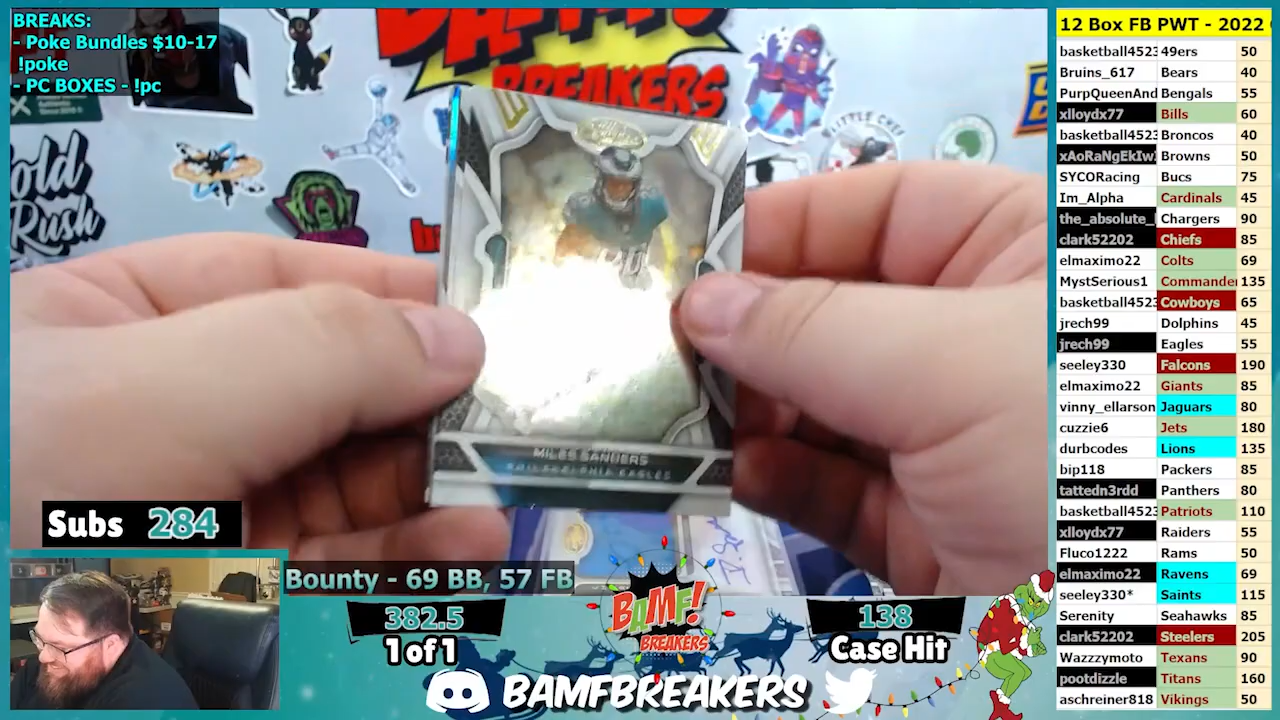 BREAKS:
- Poke Bundles $10-17
!poke
- PC BOXES - !pc
BREAKERS
LITTLE CHEF
Gold
Rush
MILES SANDERS
PHILADELPHIA EAGLES
Subs 284
Bounty - 69 BB, 57 FB
382.5
1 of 1
BAMF!
BREAKERS
138
Case Hit
BAMFBREAKERS
12 Box FB PWT - 2022
basketball4523 49ers 50
Bruins_617 Bears 40
PurpQueenAnd Bengals 55
xlloydx77 Bills 60
basketball4523 Broncos 40
xAoRaNgEkIw Browns 50
SYCORacing Bucs 75
Im_Alpha Cardinals 45
the_absolute_ Chargers 90
clark52202 Chiefs 85
elmaximo22 Colts 69
MystSerious1 Commande 135
basketball4523 Cowboys 65
jrech99 Dolphins 45
jrech99 Eagles 55
seeley330 Falcons 190
elmaximo22 Giants 85
vinny_ellarson Jaguars 80
cuzzie6 Jets 180
durbcodes Lions 135
bip118 Packers 85
tattedn3rdd Panthers 80
basketball4523 Patriots 110
xlloydx77 Raiders 55
Fluco1222 Rams 50
elmaximo22 Ravens 69
seeley330* Saints 115
Serenity Seahawks 85
clark52202 Steelers 205
Wazzzymoto Texans 90
pootdizzle Titans 160
aschreiner818 Vikings 50